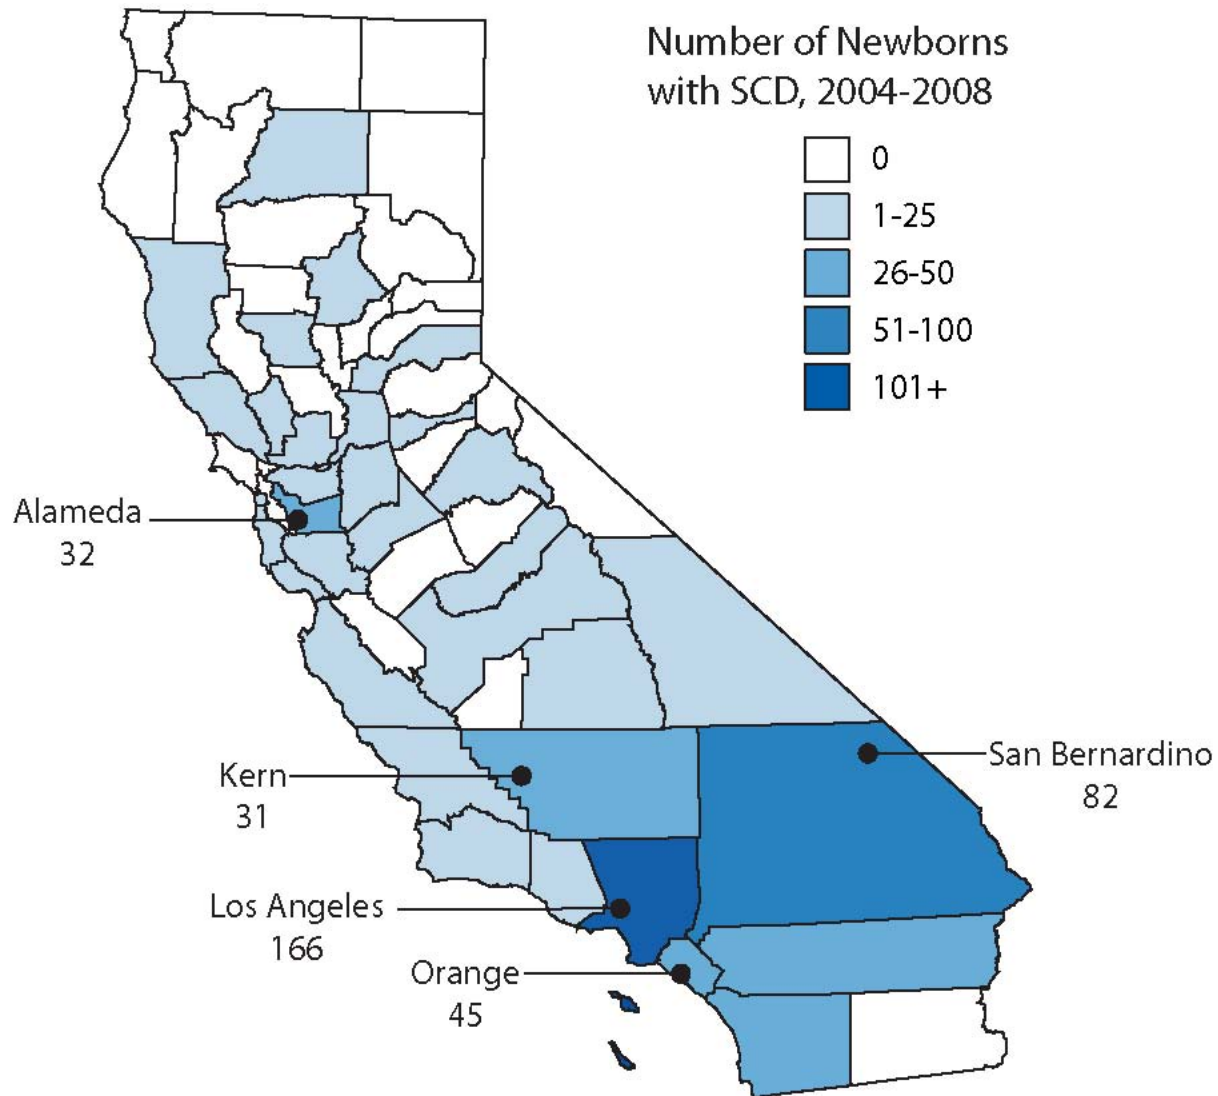 Number of Newborns
with SCD, 2004-2008
0
1-25
26-50
51-100
101+
Alameda
32
Kern
31
San Bernardino
82
Los Angeles
166
Orange
45